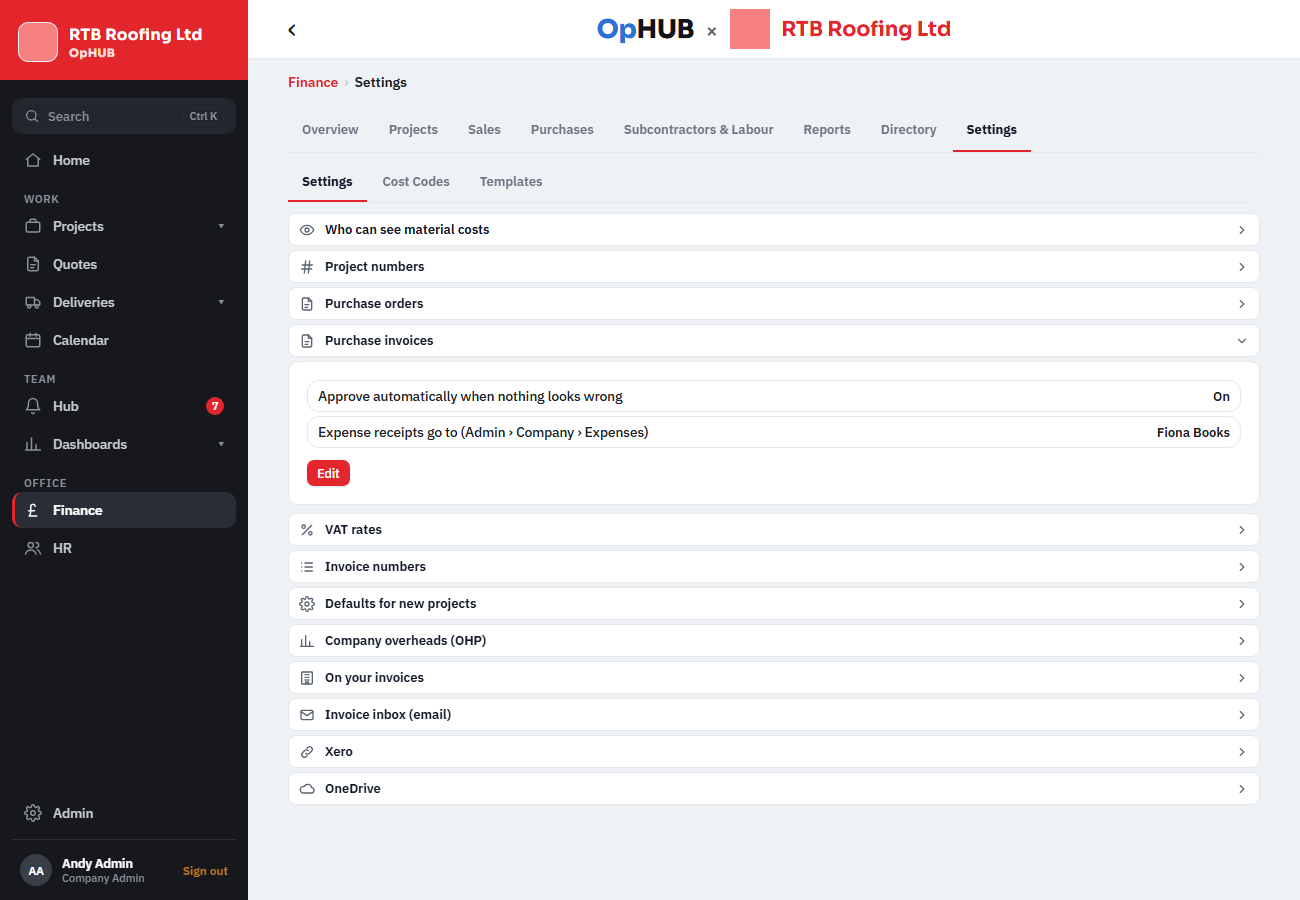 RTB Roofing Ltd
OpHUB
Search Ctrl K
Home
WORK
Projects
Quotes
Deliveries
Calendar
TEAM
Hub 7
Dashboards
OFFICE
Finance
HR
Admin
AA Andy Admin
Company Admin
Sign out
OpHUB × RTB Roofing Ltd
Finance › Settings
Overview Projects Sales Purchases Subcontractors & Labour Reports Directory Settings
Settings Cost Codes Templates
Who can see material costs
Project numbers
Purchase orders
Purchase invoices
Approve automatically when nothing looks wrong On
Expense receipts go to (Admin › Company › Expenses) Fiona Books
Edit
VAT rates
Invoice numbers
Defaults for new projects
Company overheads (OHP)
On your invoices
Invoice inbox (email)
Xero
OneDrive